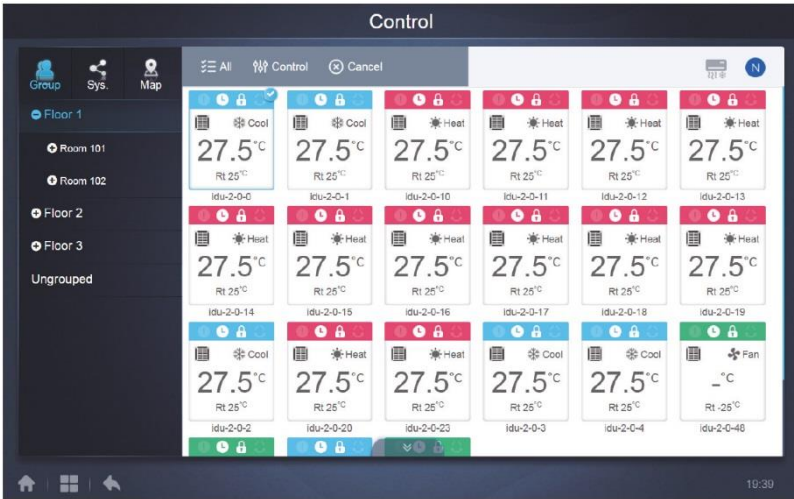 Control
Group Sys. Map
All Control Cancel N
Floor 1
Room 101
Room 102
Floor 2
Floor 3
Ungrouped
Cool Cool Heat Heat Heat Heat
27.5°C 27.5°C 27.5°C 27.5°C 27.5°C 27.5°C
Rt 25°C Rt 25°C Rt 25°C Rt 25°C Rt 25°C Rt 25°C
idu-2-0-0 idu-2-0-1 idu-2-0-10 idu-2-0-11 idu-2-0-12 idu-2-0-13
Heat Heat Heat Heat Heat Heat
27.5°C 27.5°C 27.5°C 27.5°C 27.5°C 27.5°C
Rt 25°C Rt 25°C Rt 25°C Rt 25°C Rt 25°C Rt 25°C
idu-2-0-14 idu-2-0-15 idu-2-0-16 idu-2-0-17 idu-2-0-18 idu-2-0-19
Cool Heat Heat Cool Cool Fan
27.5°C 27.5°C 27.5°C 27.5°C 27.5°C _°C
Rt 25°C Rt 25°C Rt 25°C Rt 25°C Rt 25°C Rt -25°C
idu-2-0-2 idu-2-0-20 idu-2-0-23 idu-2-0-3 idu-2-0-4 idu-2-0-48
19:39